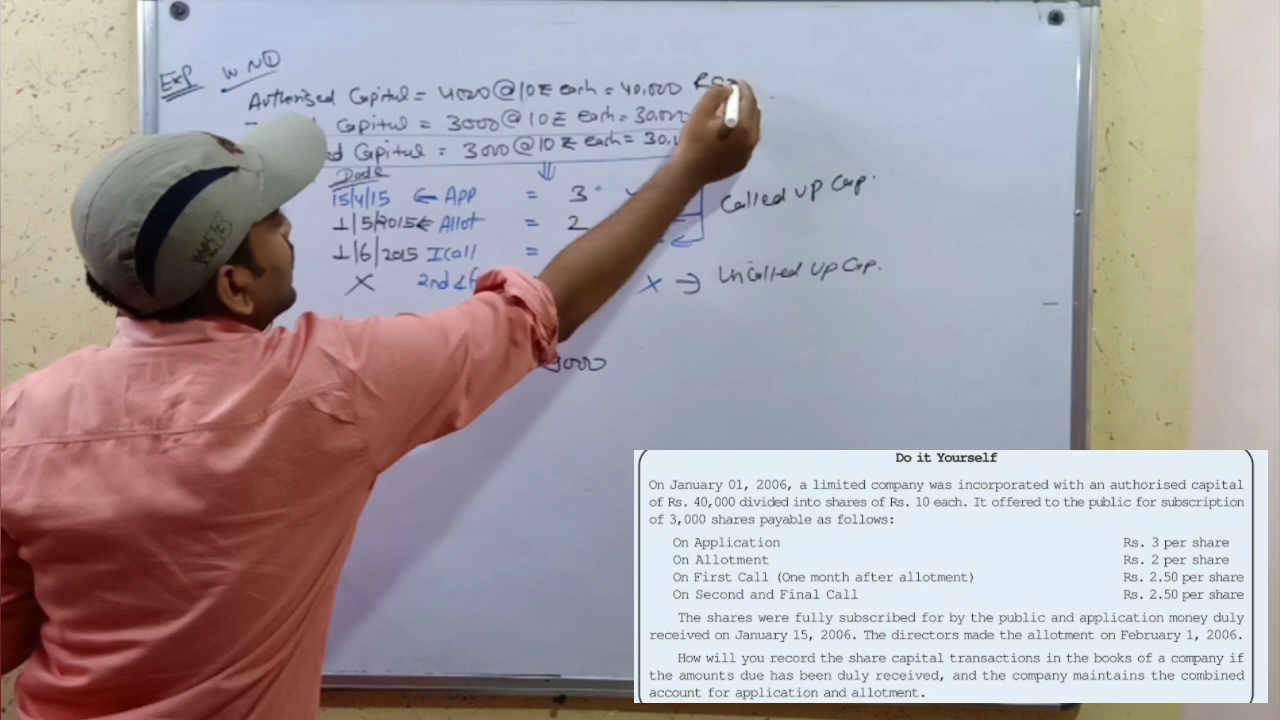 Exp W.N①
Authorised Capital = 4000@10₹ each = 40,000
Capital = 3000@10₹ each = 30,000
ed Capital = 3000@10₹ each = 30,
Date
15/4/15 ← App = 3
1/5/2015 ← Allot = 2
Called up Cap.
1/6/2015 I call =
X 2nd & f X → Uncalled up Cap.
Do it Yourself
On January 01, 2006, a limited company was incorporated with an authorised capital
of Rs. 40,000 divided into shares of Rs. 10 each. It offered to the public for subscription
of 3,000 shares payable as follows:
On Application Rs. 3 per share
On Allotment Rs. 2 per share
On First Call (One month after allotment) Rs. 2.50 per share
On Second and Final Call Rs. 2.50 per share
The shares were fully subscribed for by the public and application money duly
received on January 15, 2006. The directors made the allotment on February 1, 2006.
How will you record the share capital transactions in the books of a company if
the amounts due has been duly received, and the company maintains the combined
account for application and allotment.